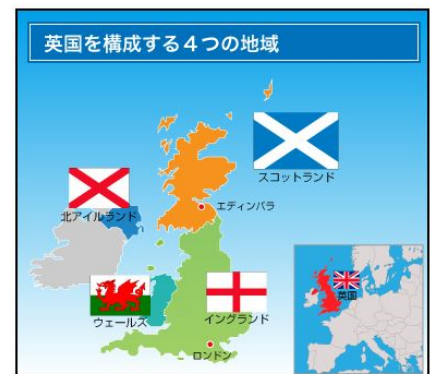 英国を構成する４つの地域
スコットランド
北アイルランド
エディンバラ
ウェールズ
イングランド
英国
ロンドン